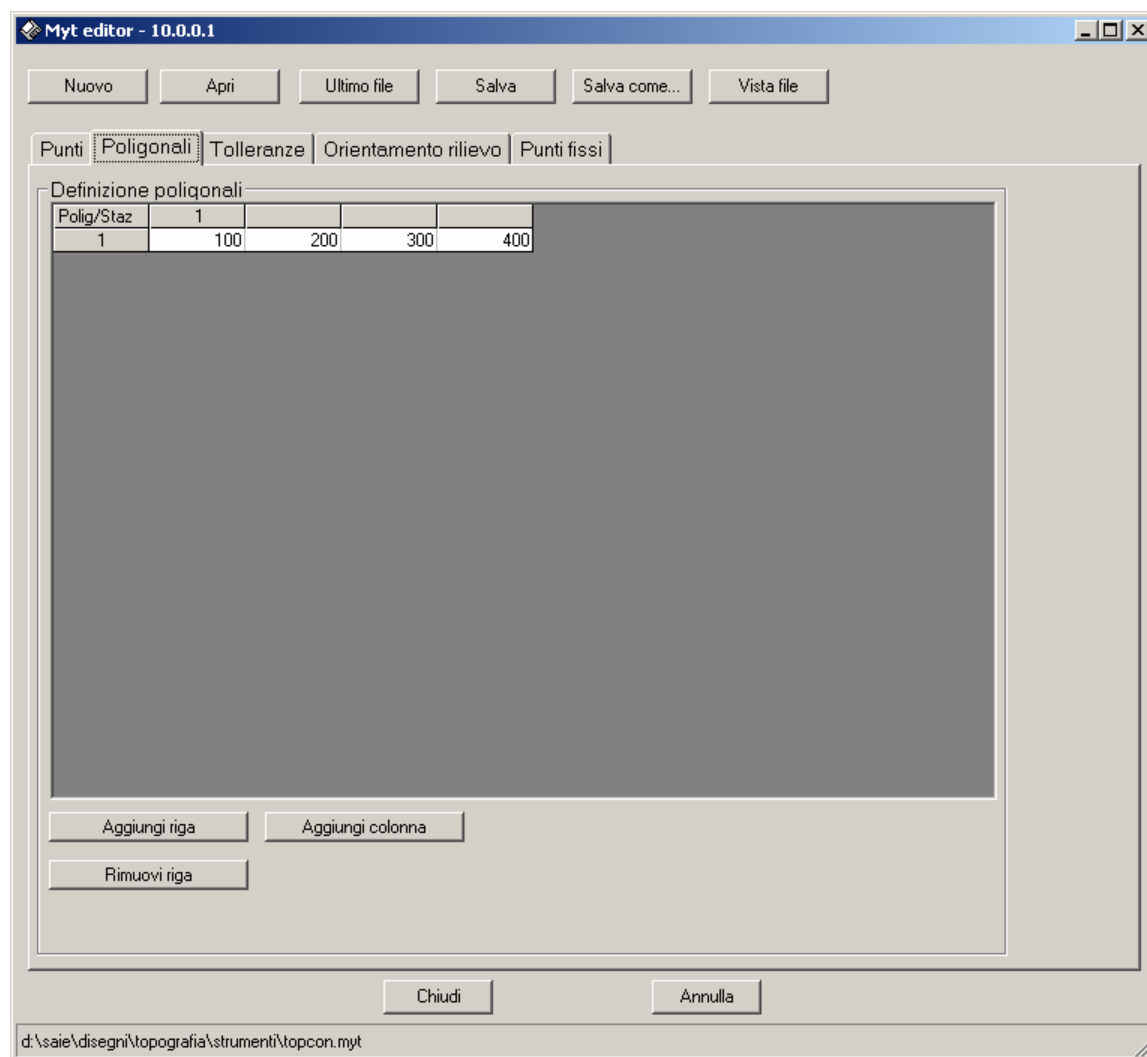 Myt editor - 10.0.0.1
Nuovo Apri Ultimo file Salva Salva come... Vista file
Punti Poligonali Tolleranze Orientamento rilievo Punti fissi
Definizione poligonali
Polig/Staz 1
1 100 200 300 400
Aggiungi riga Aggiungi colonna
Rimuovi riga
Chiudi Annulla
d:\saie\disegni\topografia\strumenti\topcon.myt